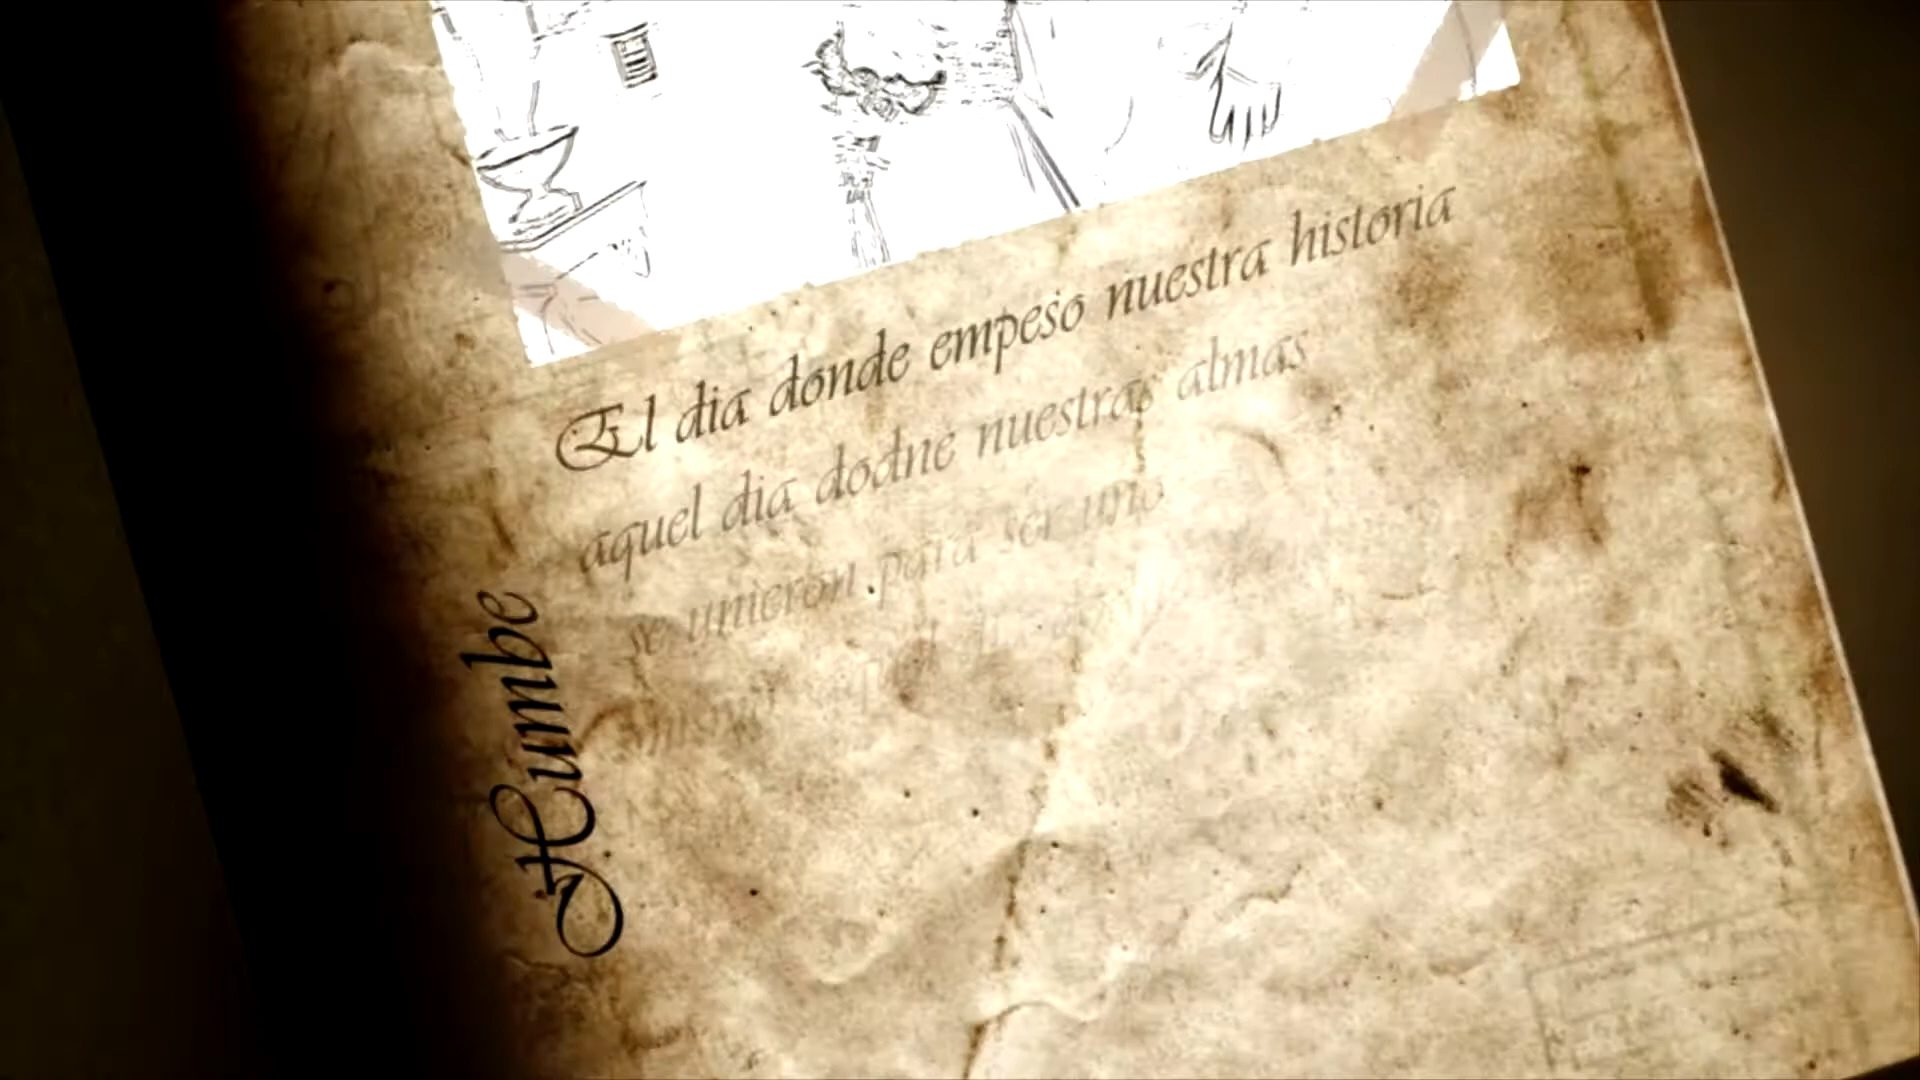 El dia donde empeso nuestra historia
aquel dia dodne nuestras almas
se unieron para ser uno
Humbe